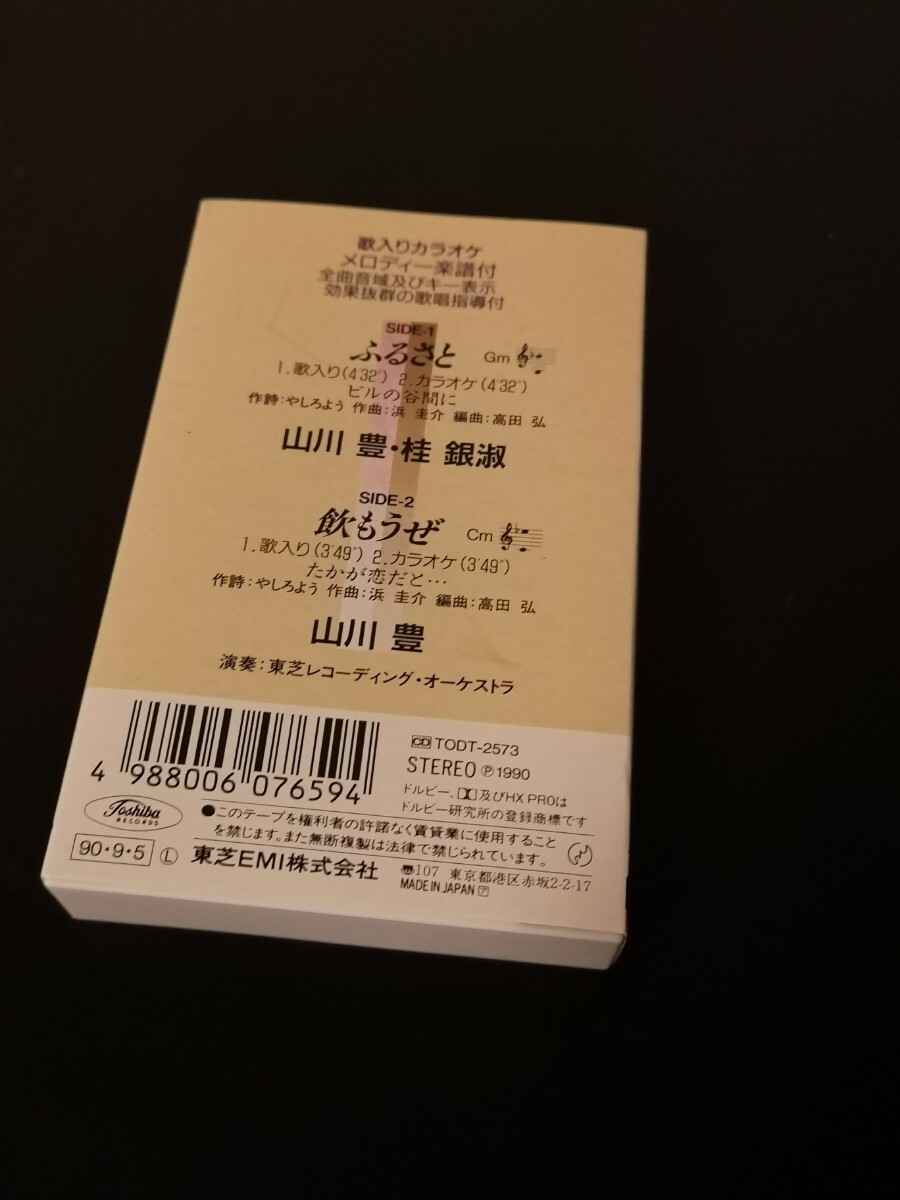 歌入りカラオケ
メロディー楽譜付
全曲音域及びキー表示
効果抜群の歌唱指導付
SIDE-1
ふるさと Gm
1.歌入り(4'32") 2.カラオケ(4'32")
ビルの谷間に
作詩:やしろよう 作曲:浜 圭介 編曲:高田 弘
山川 豊・桂 銀淑
SIDE-2
飲もうぜ Cm
1.歌入り(3'49") 2.カラオケ(3'49")
たかが恋だと…
作詩:やしろよう 作曲:浜 圭介 編曲:高田 弘
山川 豊
演奏:東芝レコーディング・オーケストラ
4 988006 076594
CD TODT-2573
STEREO Ⓟ1990
ドルビー、及びHX PROは
ドルビー研究所の登録商標です
Toshiba
RECORDS
●このテープを権利者の許諾なく賃貸業に使用すること
を禁じます。また無断複製は法律で禁じられています。
90・9・5 Ⓛ 東芝EMI株式会社
107 東京都港区赤坂2-2-17
MADE IN JAPAN ア